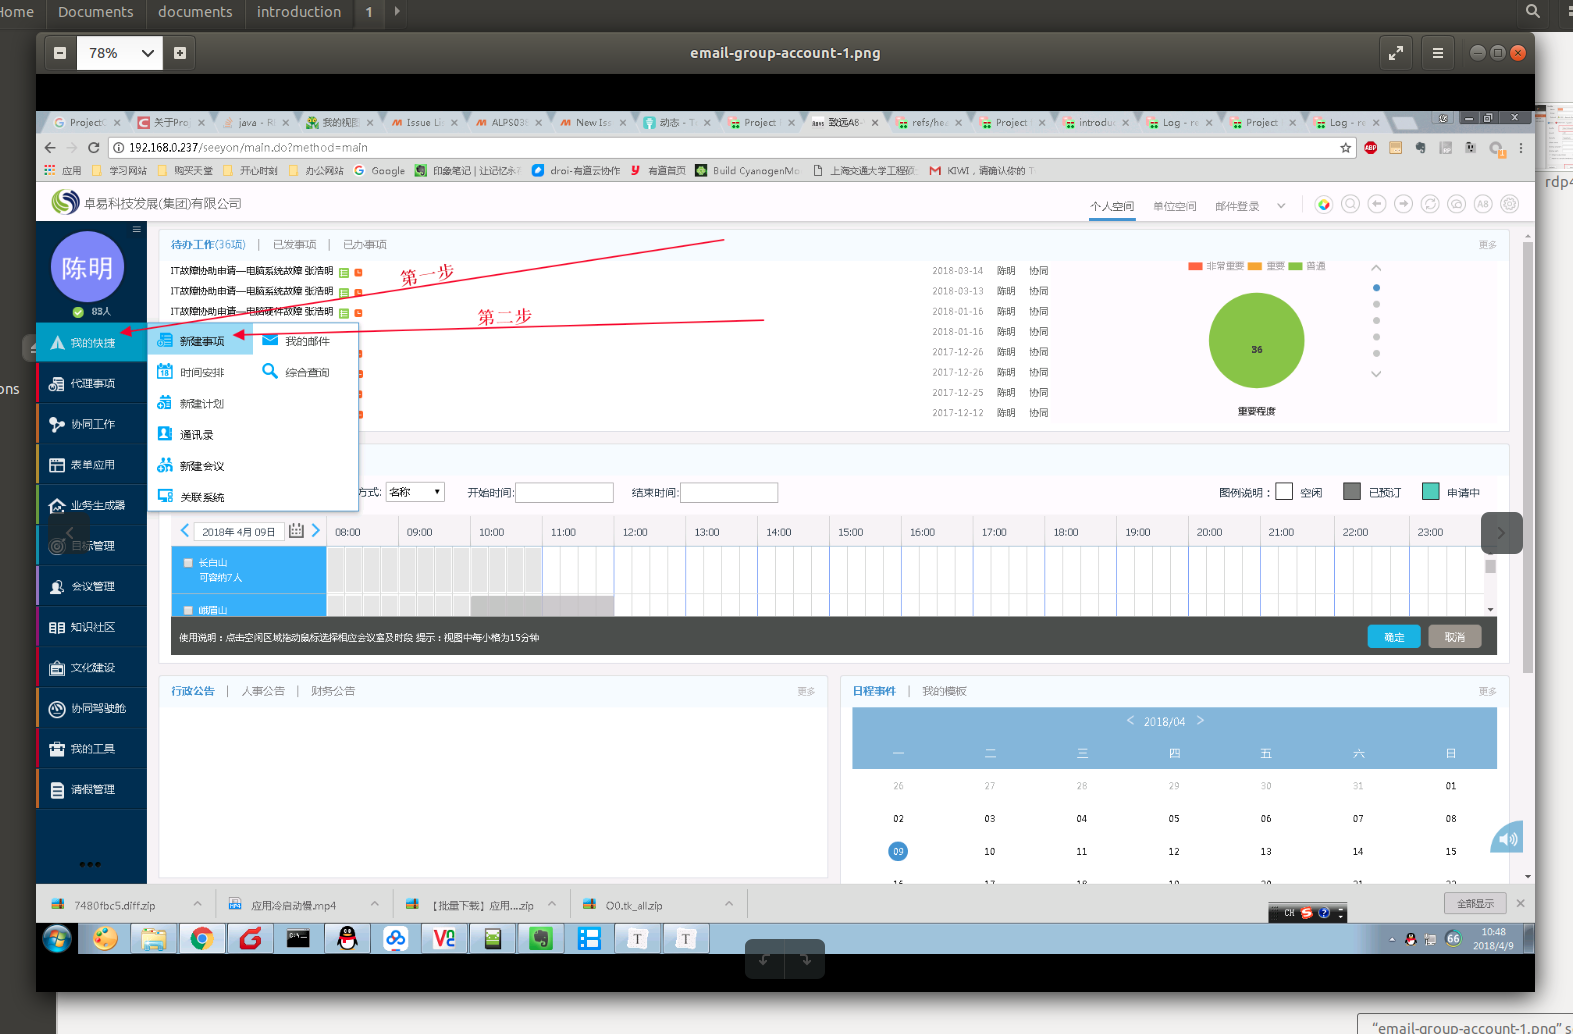 Home Documents documents introduction 1
78%
email-group-account-1.png
rdp4
ons
关于Pro
java - R
我的视图
Issue Li
ALPS03
New Iss
动态 - T
Project
致远A8-
refs/he
Project
introdu
Log - re
Project
Log - re
192.168.0.237/seeyon/main.do?method=main
应用 学习网站 购买天堂 开心时刻 办公网站 Google 印象笔记 | 让记忆永 droi-有道云协作 有道首页 Build CyanogenMo 上海交通大学工程硕 KIWI，请确认你的
卓易科技发展(集团)有限公司
个人空间 单位空间 邮件登录
A8
陈明
83人
我的快捷
代理事项
协同工作
表单应用
业务生成器
目标管理
会议管理
知识社区
文化建设
协同驾驶舱
我的工具
请假管理
待办工作(36项) | 已发事项 | 已办事项
更多
IT故障协助申请—电脑系统故障 张浩明 2018-03-14 陈明 协同
IT故障协助申请—电脑系统故障 张浩明 2018-03-13 陈明 协同
IT故障协助申请—电脑硬件故障 张浩明 2018-01-16 陈明 协同
2018-01-16 陈明 协同
2017-12-26 陈明 协同
2017-12-26 陈明 协同
2017-12-25 陈明 协同
2017-12-12 陈明 协同
第一步
第二步
新建事项 我的邮件
时间安排 综合查询
新建计划
通讯录
新建会议
关联系统
非常重要 重要 普通
36
重要程度
方式: 名称 开始时间: 结束时间:
图例说明： 空闲 已预订 申请中
2018年 4月 09日
08:00 09:00 10:00 11:00 12:00 13:00 14:00 15:00 16:00 17:00 18:00 19:00 20:00 21:00 22:00 23:00
长白山
可容纳7人
峨眉山
使用说明：点击空闲区域拖动鼠标选择相应会议室及时段 提示：视图中每小格为15分钟
确定 取消
行政公告 | 人事公告 | 财务公告
更多
日程事件 | 我的模板
更多
2018/04
一 二 三 四 五 六 日
26 27 28 29 30 31 01
02 03 04 05 06 07 08
09 10 11 12 13 14 15
7480fbc5.diff.zip
应用冷启动慢.mp4
【批量下载】应用....zip
O0.tk_all.zip
全部显示
CH
66
10:48
2018/4/9
"email-group-account-1.png" s